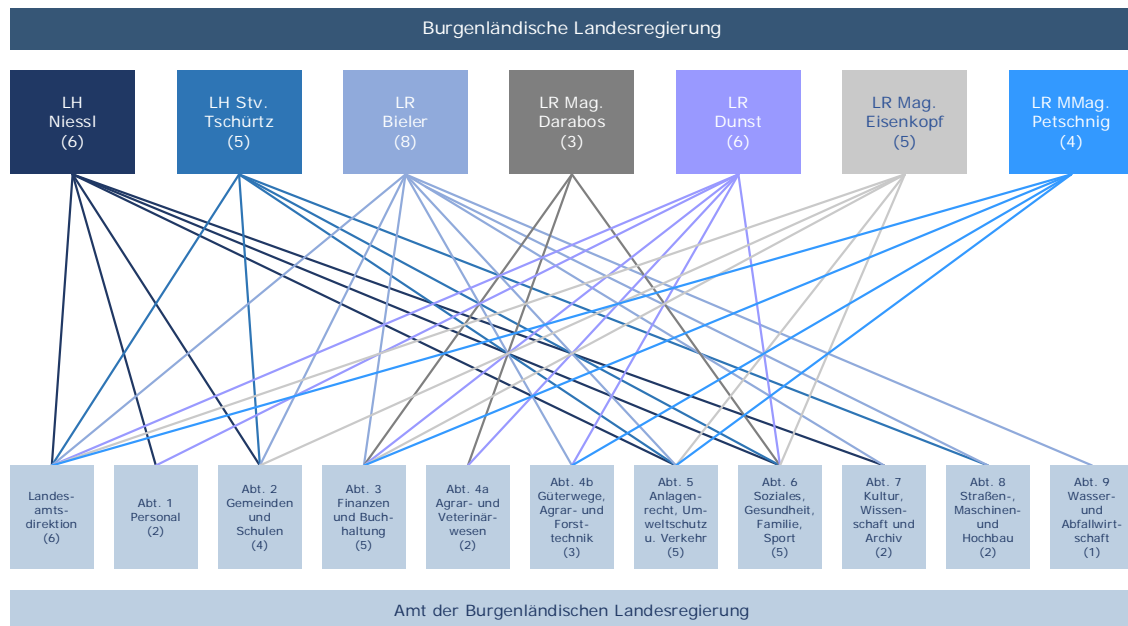 Burgenländische Landesregierung
LH
Niessl
(6)
LH Stv.
Tschürtz
(5)
LR
Bieler
(8)
LR Mag.
Darabos
(3)
LR
Dunst
(6)
LR Mag.
Eisenkopf
(5)
LR MMag.
Petschnig
(4)
Landes-
amts-
direktion
(6)
Abt. 1
Personal
(2)
Abt. 2
Gemeinden
und
Schulen
(4)
Abt. 3
Finanzen
und Buch-
haltung
(5)
Abt. 4a
Agrar- und
Veterinär-
wesen
(2)
Abt. 4b
Güterwege,
Agrar- und
Forst-
technik
(3)
Abt. 5
Anlagen-
recht, Um-
weltschutz
u. Verkehr
(5)
Abt. 6
Soziales,
Gesundheit,
Familie,
Sport
(5)
Abt. 7
Kultur,
Wissen-
schaft und
Archiv
(2)
Abt. 8
Straßen-,
Maschinen-
und
Hochbau
(2)
Abt. 9
Wasser-
und
Abfallwirt-
schaft
(1)
Amt der Burgenländischen Landesregierung